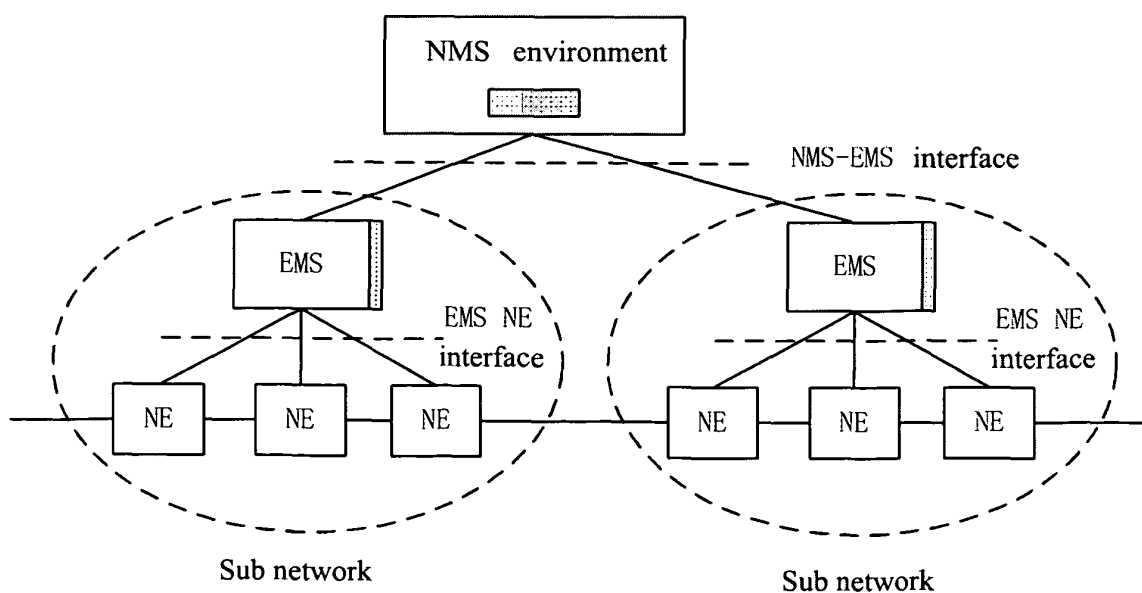 NMS environment
NMS-EMS interface
EMS
EMS
EMS NE
interface
EMS NE
interface
NE
NE
NE
NE
NE
NE
Sub network
Sub network